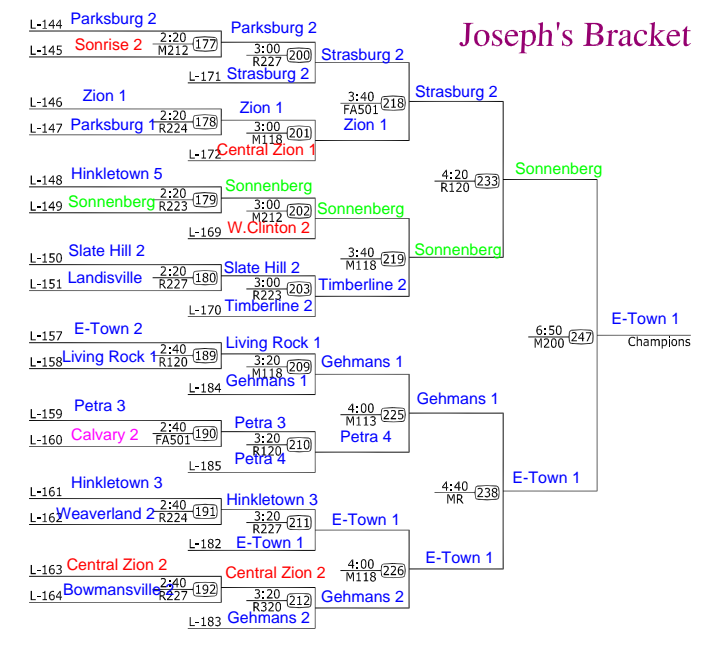 Joseph's Bracket
L-144 Parksburg 2
L-145 Sonrise 2
2:20 177 M212
Parksburg 2
3:00 200 R227
L-171 Strasburg 2
Strasburg 2
L-146 Zion 1
L-147 Parksburg 1
2:20 178 R224
Zion 1
3:00 201 M118
L-172 Central Zion 1
Zion 1
3:40 218 FA501
Strasburg 2
L-148 Hinkletown 5
L-149 Sonnenberg
2:20 179 R223
Sonnenberg
3:00 202 M212
L-169 W.Clinton 2
Sonnenberg
L-150 Slate Hill 2
L-151 Landisville
2:20 180 R227
Slate Hill 2
3:00 203 R223
L-170 Timberline 2
Timberline 2
3:40 219 M118
Sonnenberg
4:20 233 R120
Sonnenberg
L-157 E-Town 2
L-158 Living Rock 1
2:40 189 R120
Living Rock 1
3:20 209 M118
L-184 Gehmans 1
Gehmans 1
L-159 Petra 3
L-160 Calvary 2
2:40 190 FA501
Petra 3
3:20 210 R120
L-185 Petra 4
Petra 4
4:00 225 M113
Gehmans 1
L-161 Hinkletown 3
L-162 Weaverland 2
2:40 191 R224
Hinkletown 3
3:20 211 R227
L-182 E-Town 1
E-Town 1
L-163 Central Zion 2
L-164 Bowmansville
2:40 192 R227
Central Zion 2
3:20 212 R320
L-183 Gehmans 2
Gehmans 2
4:00 226 M118
E-Town 1
4:40 238 MR
E-Town 1
6:50 247 M200
E-Town 1
Champions